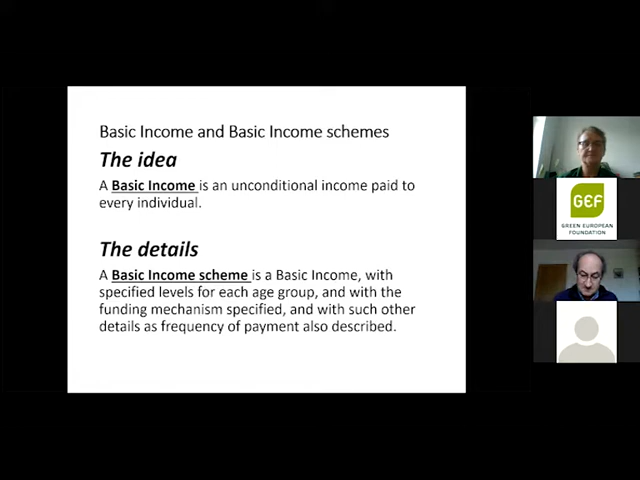 Basic Income and Basic Income schemes
The idea
A Basic Income is an unconditional income paid to
every individual.
The details
A Basic Income scheme is a Basic Income, with
specified levels for each age group, and with the
funding mechanism specified, and with such other
details as frequency of payment also described.
GEF
GREEN EUROPEAN
FOUNDATION